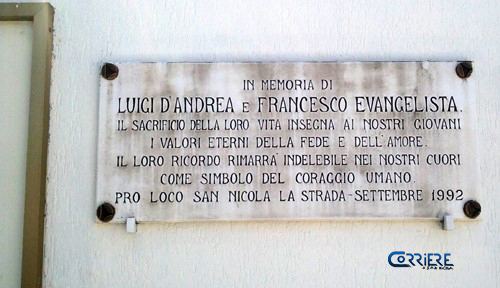 IN MEMORIA DI
LUIGI D'ANDREA E FRANCESCO EVANGELISTA.
IL SACRIFICIO DELLA LORO VITA INSEGNA AI NOSTRI GIOVANI
I VALORI ETERNI DELLA FEDE E DELL'AMORE.
IL LORO RICORDO RIMARRA' INDELEBILE NEI NOSTRI CUORI
COME SIMBOLO DEL CORAGGIO UMANO.
PRO LOCO SAN NICOLA LA STRADA-SETTEMBRE 1992
CORRIERE